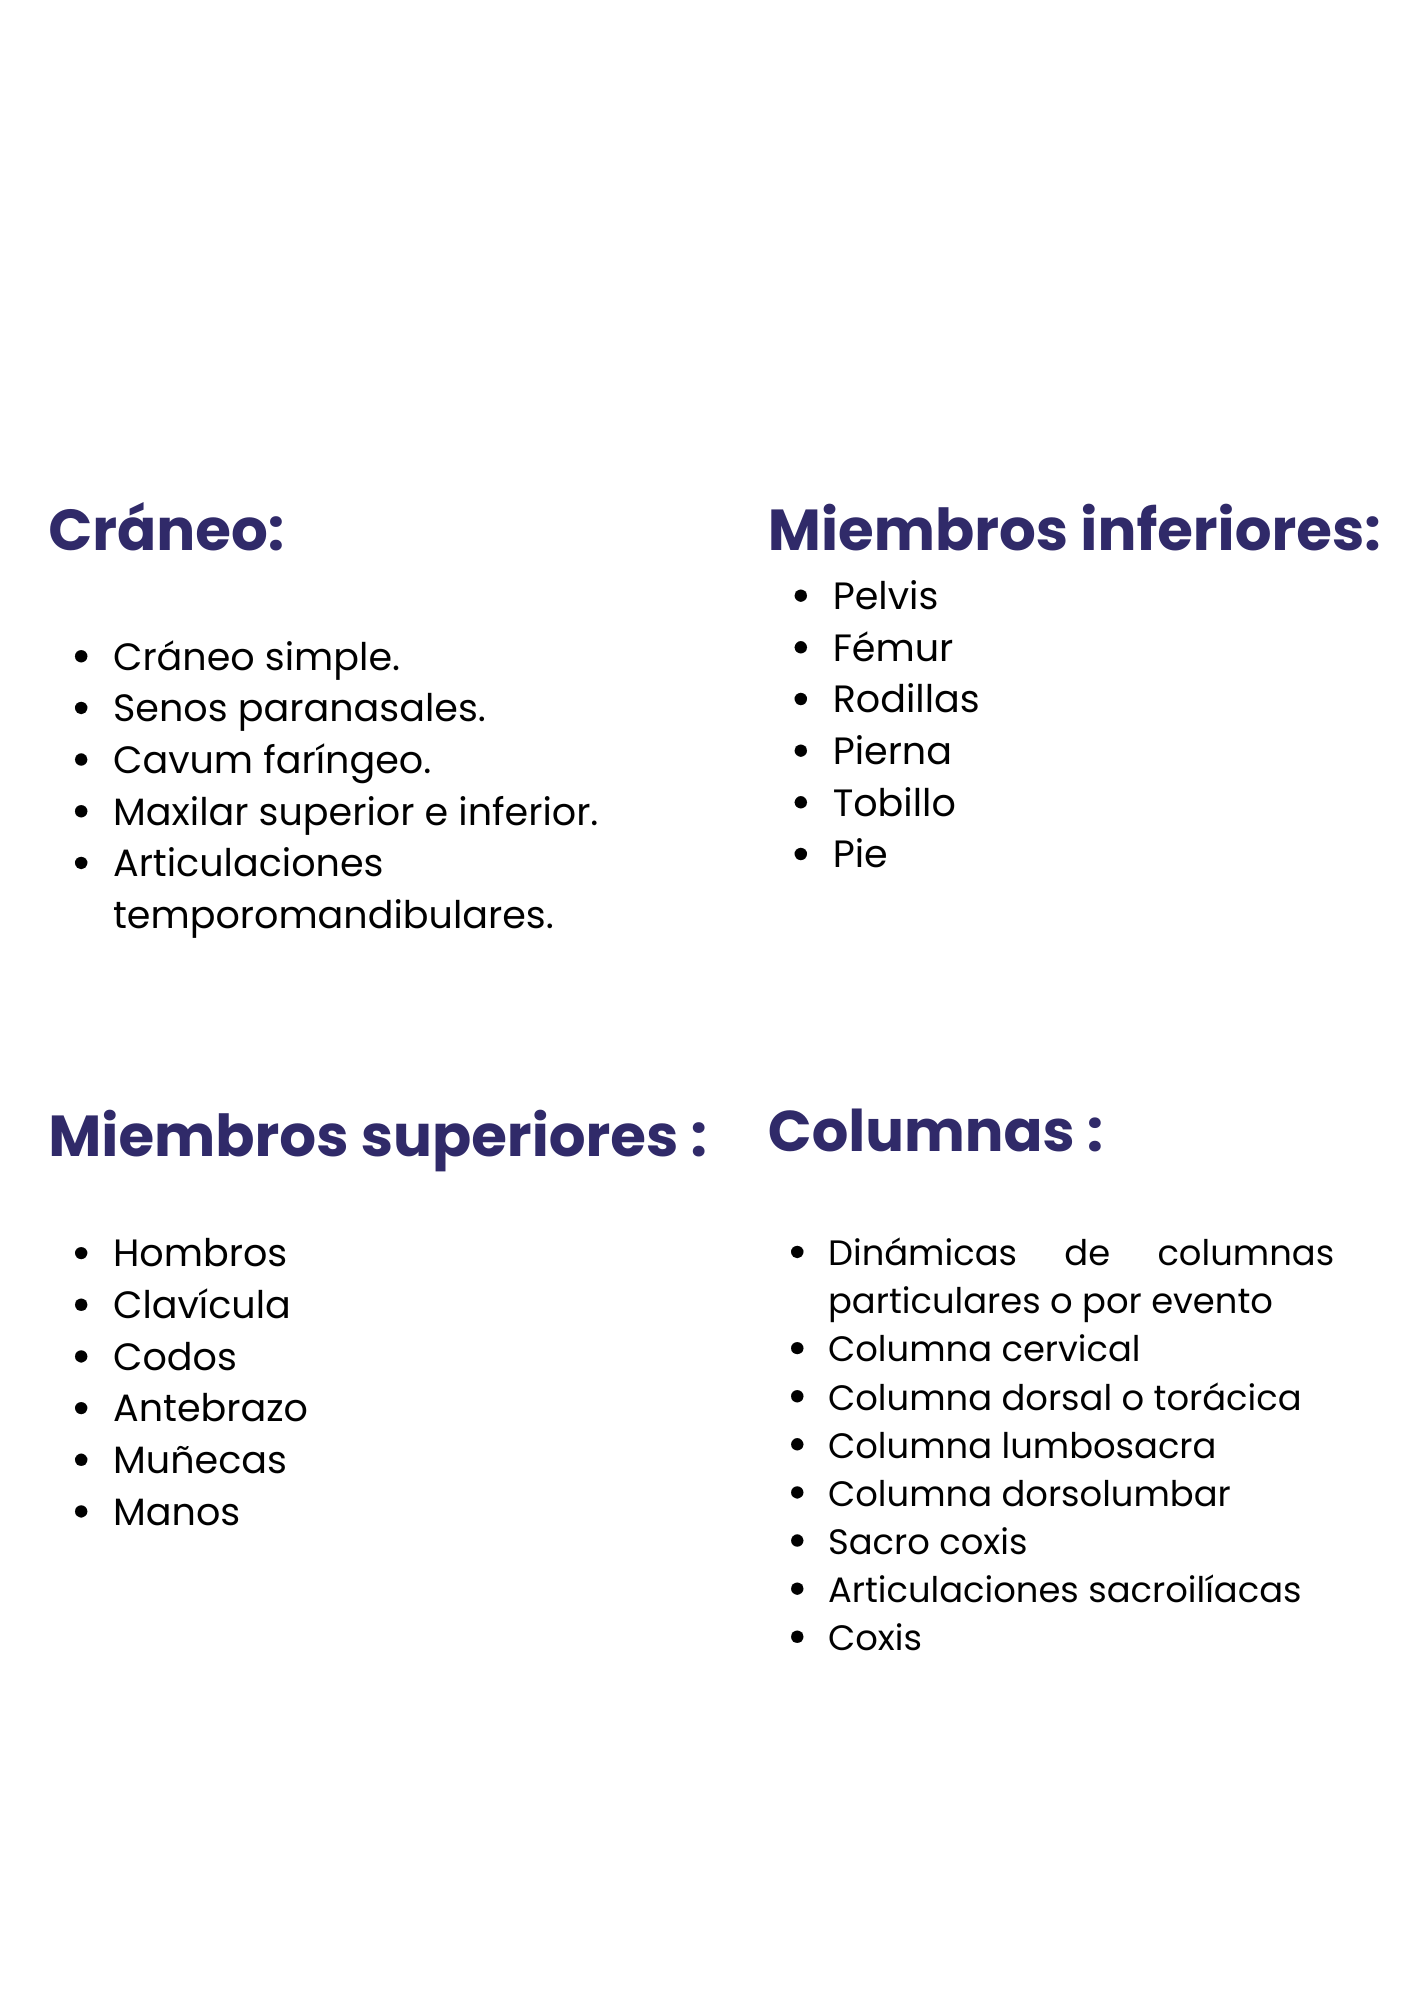 Cráneo:
Cráneo simple.
Senos paranasales.
Cavum faríngeo.
Maxilar superior e inferior.
Articulaciones
temporomandibulares.
Miembros inferiores:
Pelvis
Fémur
Rodillas
Pierna
Tobillo
Pie
Miembros superiores :
Hombros
Clavícula
Codos
Antebrazo
Muñecas
Manos
Columnas :
Dinámicas de columnas
particulares o por evento
Columna cervical
Columna dorsal o torácica
Columna lumbosacra
Columna dorsolumbar
Sacro coxis
Articulaciones sacroilíacas
Coxis